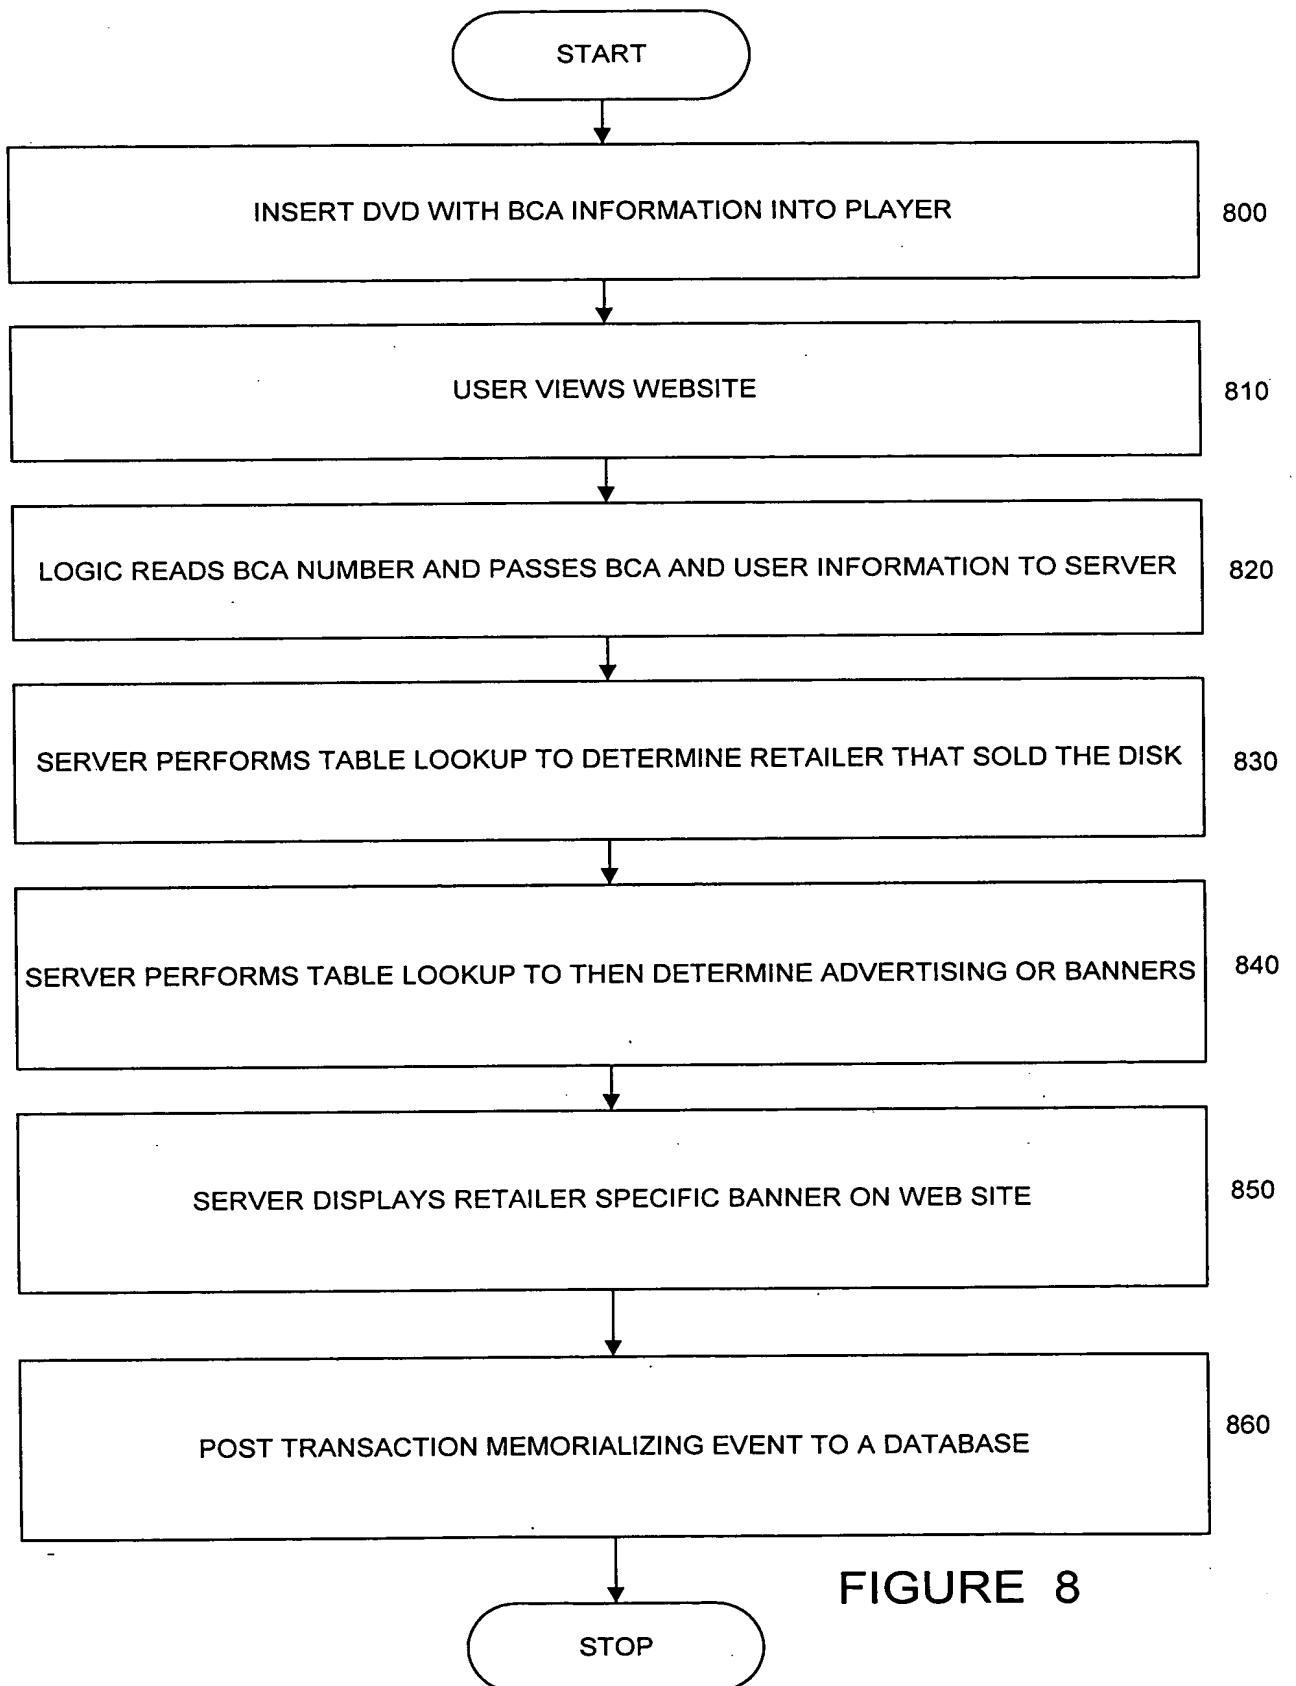 START
INSERT DVD WITH BCA INFORMATION INTO PLAYER
800
USER VIEWS WEBSITE
810
LOGIC READS BCA NUMBER AND PASSES BCA AND USER INFORMATION TO SERVER
820
SERVER PERFORMS TABLE LOOKUP TO DETERMINE RETAILER THAT SOLD THE DISK
830
SERVER PERFORMS TABLE LOOKUP TO THEN DETERMINE ADVERTISING OR BANNERS
840
SERVER DISPLAYS RETAILER SPECIFIC BANNER ON WEB SITE
850
POST TRANSACTION MEMORIALIZING EVENT TO A DATABASE
860
FIGURE 8
STOP